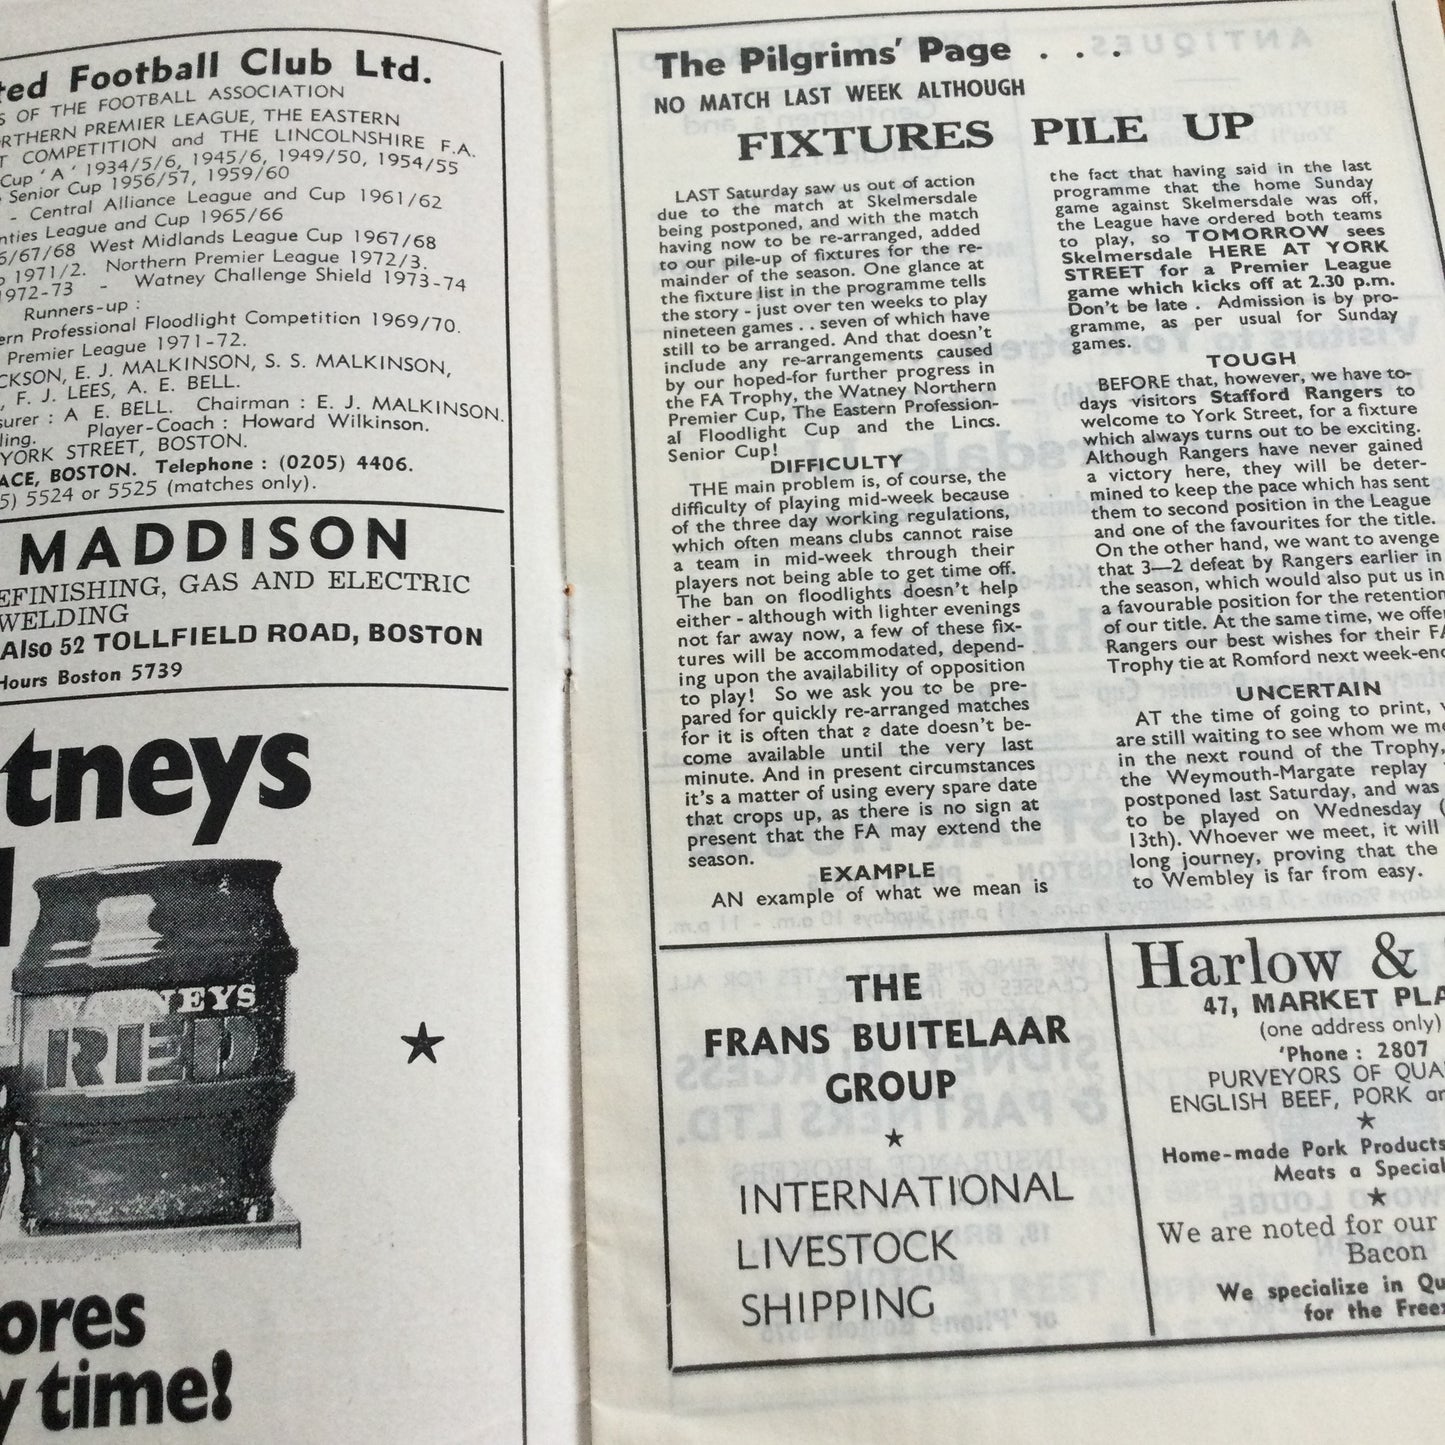 ted Football Club Ltd.
S OF THE FOOTBALL ASSOCIATION
ORTHERN PREMIER LEAGUE, THE EASTERN
T COMPETITION and THE LINCOLNSHIRE F.A.
Cup 'A' 1934/5/6, 1945/6, 1949/50, 1954/55
Senior Cup 1956/57, 1959/60
- Central Alliance League and Cup 1961/62
nties League and Cup 1965/66
6/67/68 West Midlands League Cup 1967/68
1971/2. Northern Premier League 1972/3.
1972-73 - Watney Challenge Shield 1973-74
Runners-up :
ern Professional Floodlight Competition 1969/70.
Premier League 1971-72.
CKSON, E. J. MALKINSON, S. S. MALKINSON,
F. J. LEES, A. E. BELL.
surer : A E. BELL. Chairman : E. J. MALKINSON.
ling. Player-Coach : Howard Wilkinson.
YORK STREET, BOSTON.
ACE, BOSTON. Telephone : (0205) 4406.
5) 5524 or 5525 (matches only).
MADDISON
EFINISHING, GAS AND ELECTRIC
WELDING
Also 52 TOLLFIELD ROAD, BOSTON
Hours Boston 5739
tneys
WATNEYS
RED
ores
y time!
The Pilgrims' Page . . .
NO MATCH LAST WEEK ALTHOUGH
FIXTURES PILE UP
LAST Saturday saw us out of action
due to the match at Skelmersdale
being postponed, and with the match
having now to be re-arranged, added
to our pile-up of fixtures for the re-
mainder of the season. One glance at
the fixture list in the programme tells
the story - just over ten weeks to play
nineteen games . . seven of which have
still to be arranged. And that doesn't
include any re-arrangements caused
by our hoped-for further progress in
the FA Trophy, the Watney Northern
Premier Cup, The Eastern Profession-
al Floodlight Cup and the Lincs.
Senior Cup!
DIFFICULTY
THE main problem is, of course, the
difficulty of playing mid-week because
of the three day working regulations,
which often means clubs cannot raise
a team in mid-week through their
players not being able to get time off.
The ban on floodlights doesn't help
either - although with lighter evenings
not far away now, a few of these fix-
tures will be accommodated, depend-
ing upon the availability of opposition
to play! So we ask you to be pre-
pared for quickly re-arranged matches
for it is often that a date doesn't be-
come available until the very last
minute. And in present circumstances
it's a matter of using every spare date
that crops up, as there is no sign at
present that the FA may extend the
season.
EXAMPLE
AN example of what we mean is
the fact that having said in the last
programme that the home Sunday
game against Skelmersdale was off,
the League have ordered both teams
to play, so TOMORROW sees
Skelmersdale HERE AT YORK
STREET for a Premier League
game which kicks off at 2.30 p.m.
Don't be late . Admission is by pro-
gramme, as per usual for Sunday
games.
TOUGH
BEFORE that, however, we have to-
days visitors Stafford Rangers to
welcome to York Street, for a fixture
which always turns out to be exciting.
Although Rangers have never gained
a victory here, they will be deter-
mined to keep the pace which has sent
them to second position in the League
and one of the favourites for the title.
On the other hand, we want to avenge
that 3—2 defeat by Rangers earlier in
the season, which would also put us in
a favourable position for the retention
of our title. At the same time, we offe
Rangers our best wishes for their FA
Trophy tie at Romford next week-end
UNCERTAIN
AT the time of going to print,
are still waiting to see whom we me
in the next round of the Trophy,
the Weymouth-Margate replay
postponed last Saturday, and was
to be played on Wednesday (
13th). Whoever we meet, it will
long journey, proving that the
to Wembley is far from easy.
THE
FRANS BUITELAAR
GROUP
★
INTERNATIONAL
LIVESTOCK
SHIPPING
Harlow &
47, MARKET PLA
(one address only)
'Phone : 2807
PURVEYORS OF QUA
ENGLISH BEEF, PORK an
★
Home-made Pork Products
Meats a Special
★
We are noted for our
Bacon
We specialize in Qu
for the Freez